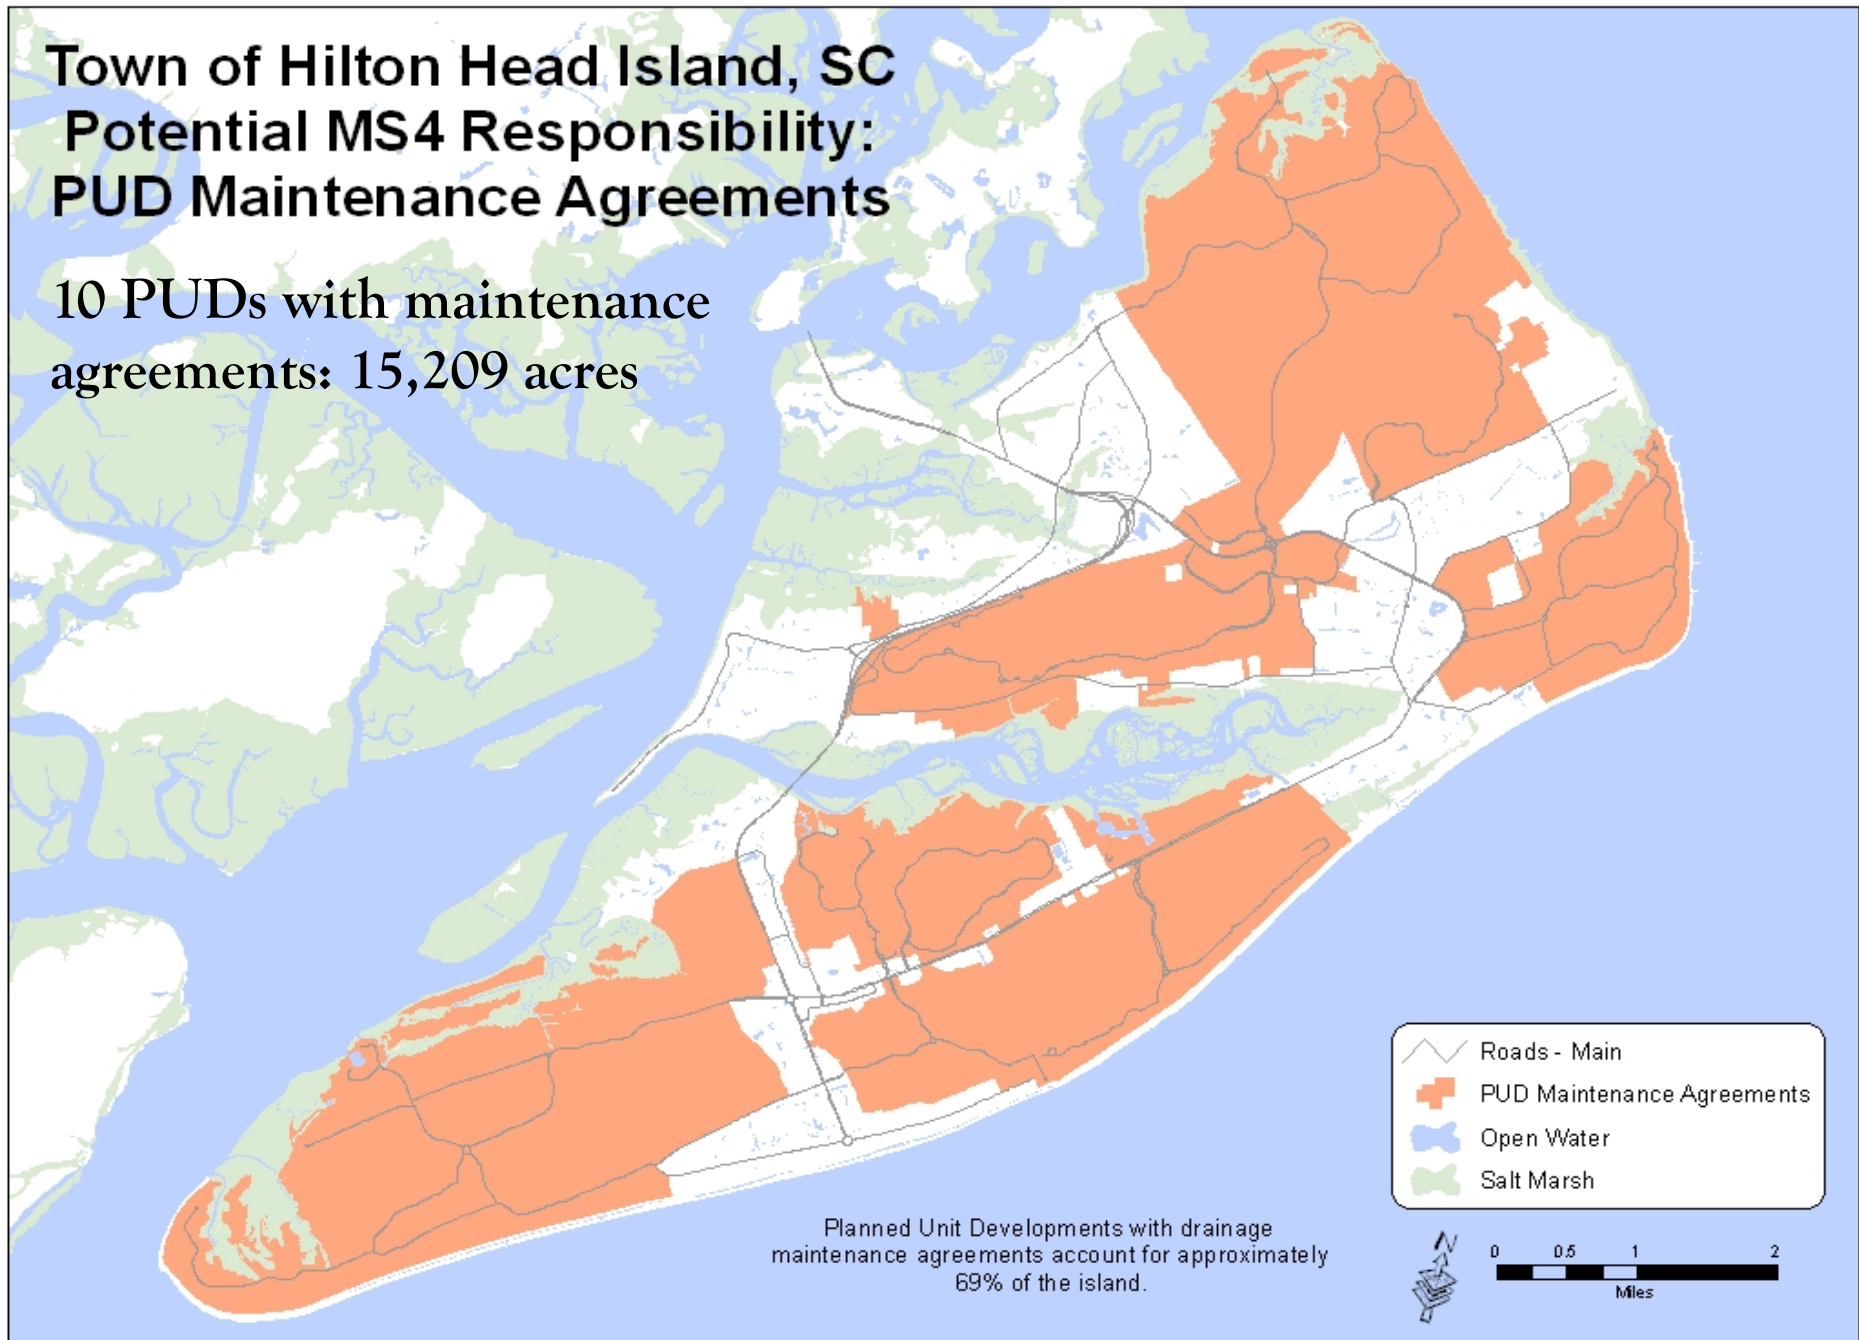 Town of Hilton Head Island, SC
Potential MS4 Responsibility:
PUD Maintenance Agreements
10 PUDs with maintenance
agreements: 15,209 acres
Roads - Main
PUD Maintenance Agreements
Open Water
Salt Marsh
Planned Unit Developments with drainage
maintenance agreements account for approximately
69% of the island.
N
0 0.5 1 2
Miles